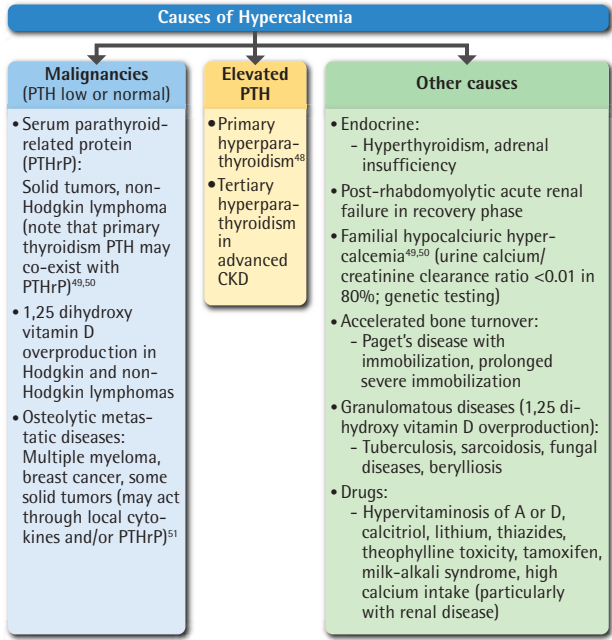 Causes of Hypercalcemia
Malignancies
(PTH low or normal)
• Serum parathyroid-
related protein
(PTHrP):
Solid tumors, non-
Hodgkin lymphoma
(note that primary
thyroidism PTH may
co-exist with
PTHrP)49,50
• 1,25 dihydroxy
vitamin D
overproduction in
Hodgkin and non-
Hodgkin lymphomas
• Osteolytic metas-
tatic diseases:
Multiple myeloma,
breast cancer, some
solid tumors (may act
through local cyto-
kines and/or PTHrP)51
Elevated
PTH
• Primary
hyperpara-
thyroidism48
• Tertiary
hyperpara-
thyroidism
in
advanced
CKD
Other causes
• Endocrine:
- Hyperthyroidism, adrenal
insufficiency
• Post-rhabdomyolytic acute renal
failure in recovery phase
• Familial hypocalciuric hyper-
calcemia49,50 (urine calcium/
creatinine clearance ratio <0.01 in
80%; genetic testing)
• Accelerated bone turnover:
- Paget's disease with
immobilization, prolonged
severe immobilization
• Granulomatous diseases (1,25 di-
hydroxy vitamin D overproduction):
- Tuberculosis, sarcoidosis, fungal
diseases, berylliosis
• Drugs:
- Hypervitaminosis of A or D,
calcitriol, lithium, thiazides,
theophylline toxicity, tamoxifen,
milk-alkali syndrome, high
calcium intake (particularly
with renal disease)